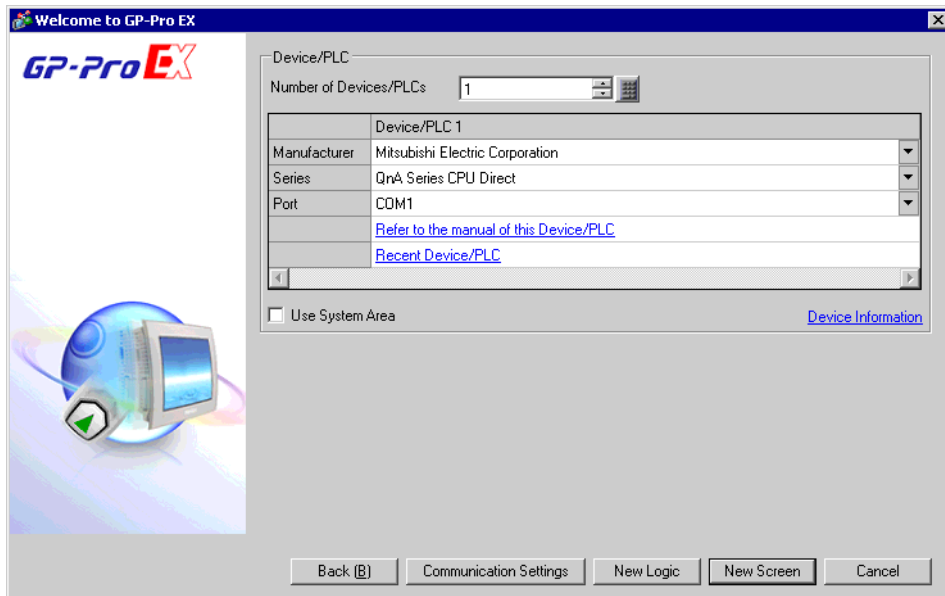 Welcome to GP-Pro EX
GP-Pro EX
Device/PLC
Number of Devices/PLCs 1
Device/PLC 1
Manufacturer Mitsubishi Electric Corporation
Series QnA Series CPU Direct
Port COM1
Refer to the manual of this Device/PLC
Recent Device/PLC
Use System Area Device Information
Back (B) Communication Settings New Logic New Screen Cancel